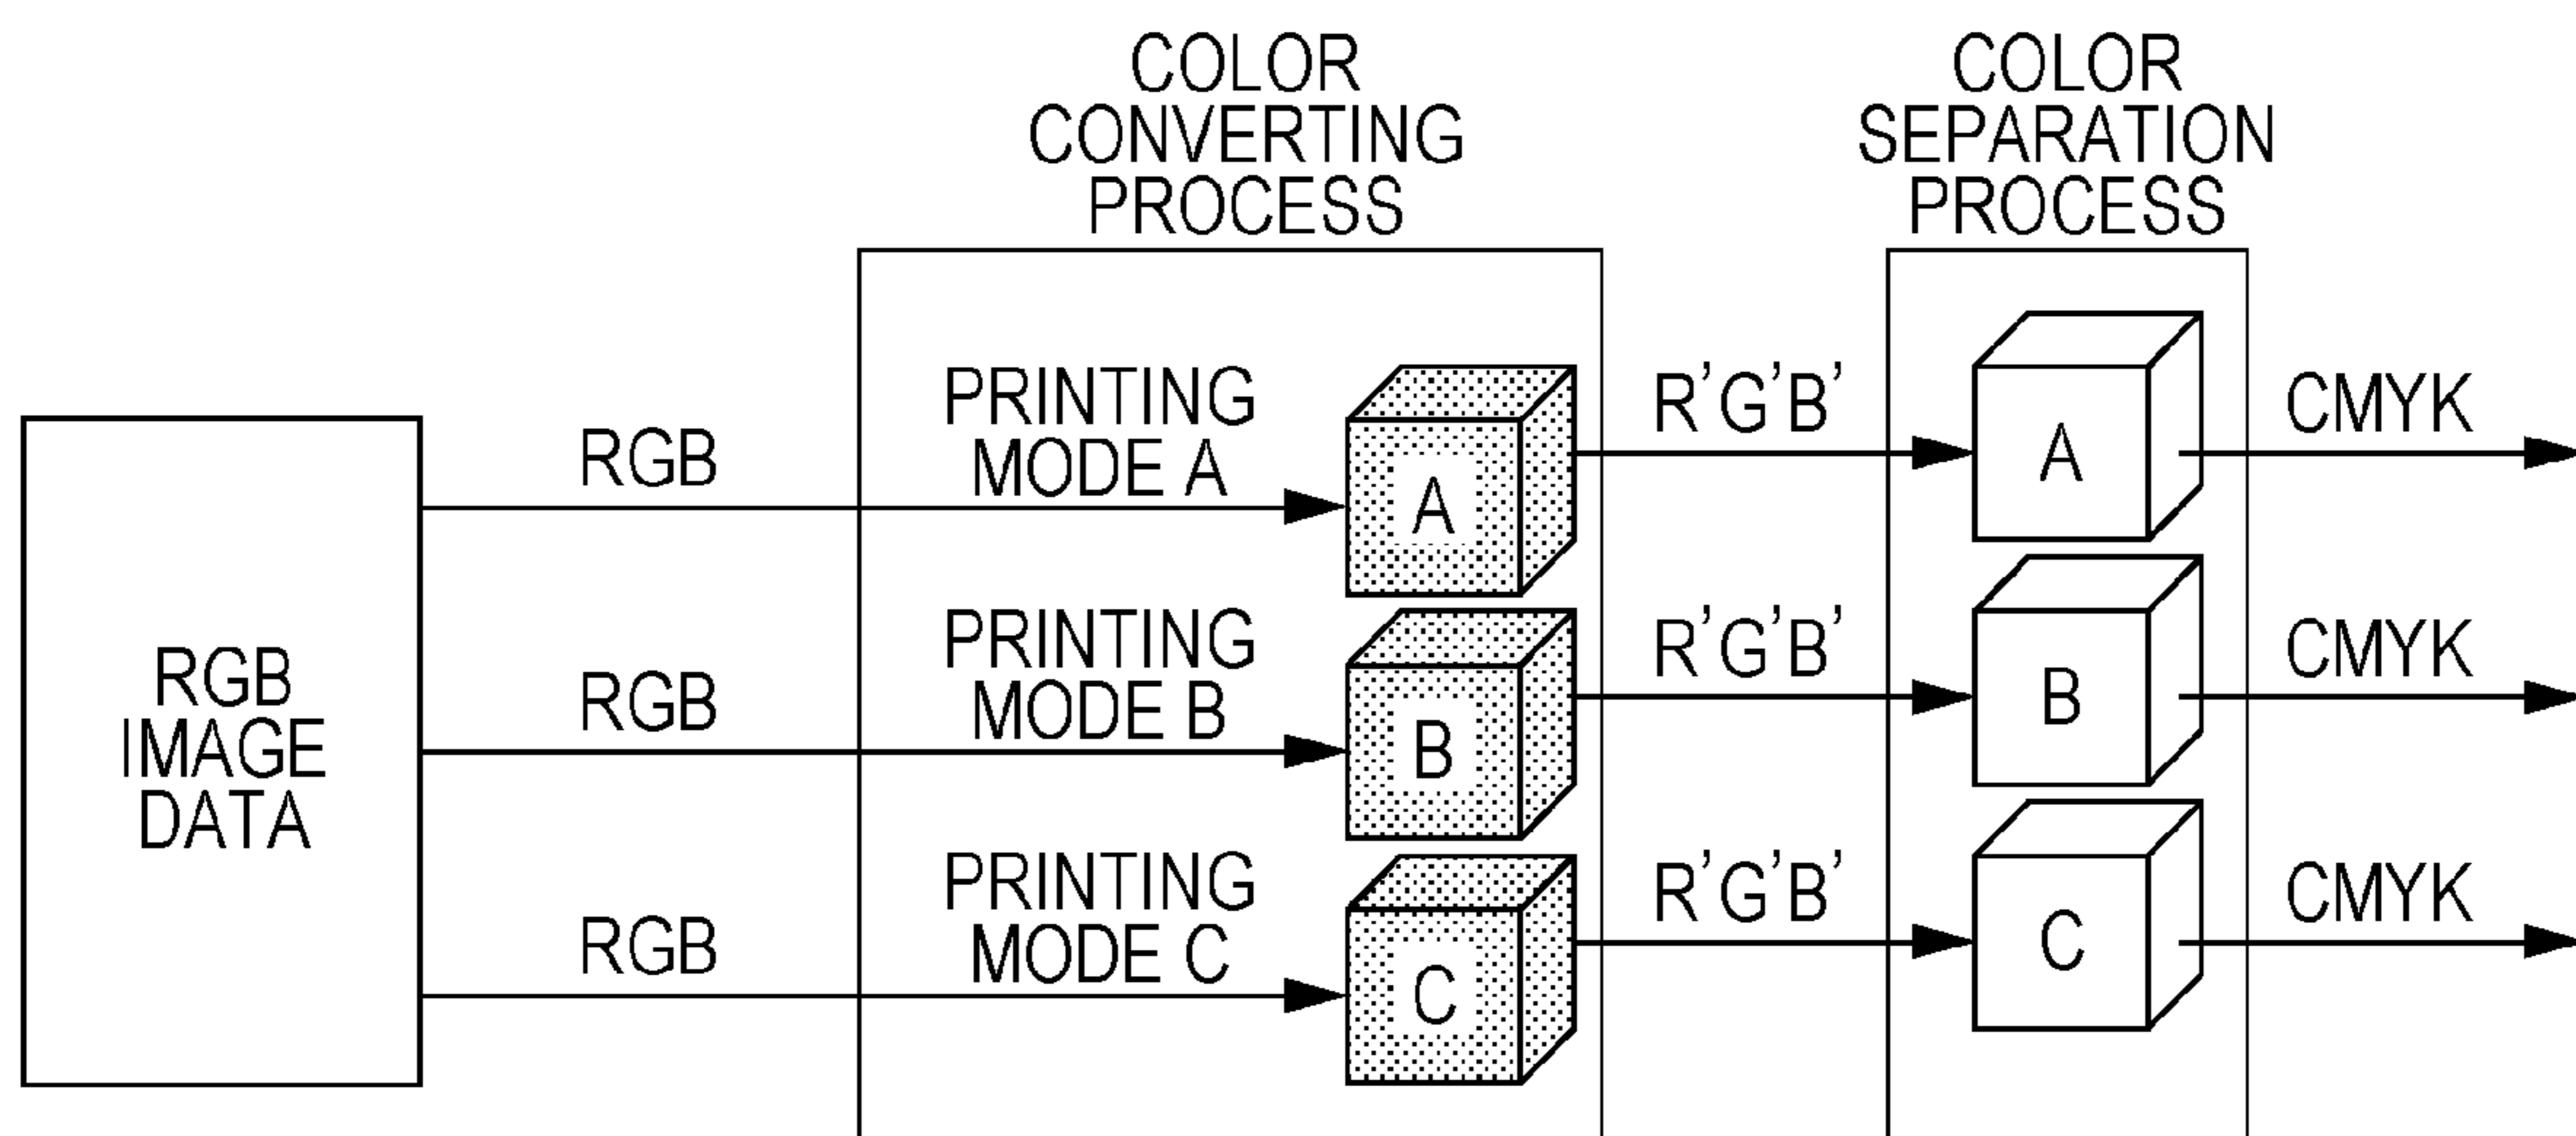 COLOR
CONVERTING
PROCESS
COLOR
SEPARATION
PROCESS
RGB
IMAGE
DATA
RGB
PRINTING
MODE A
A
R’G’B’
A
CMYK
RGB
PRINTING
MODE B
B
R’G’B’
B
CMYK
RGB
PRINTING
MODE C
C
R’G’B’
C
CMYK